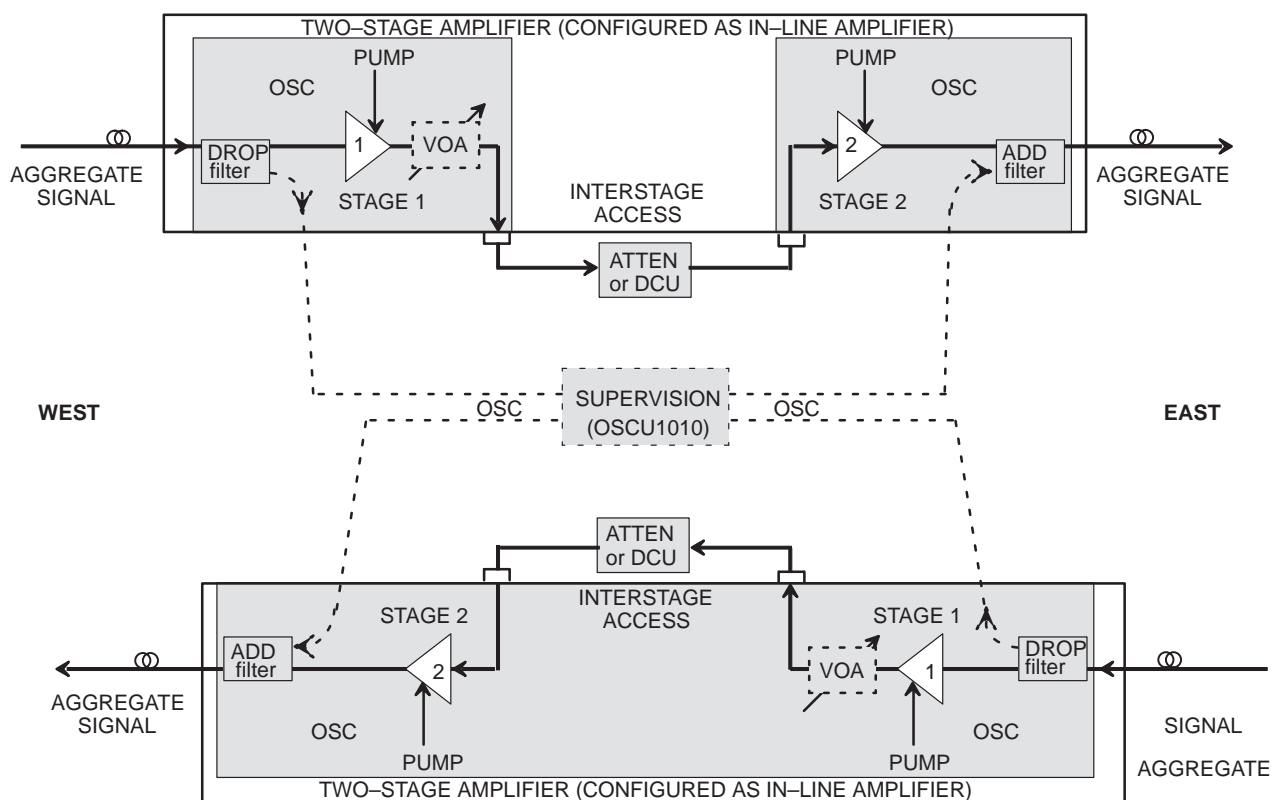 TWO–STAGE AMPLIFIER (CONFIGURED AS IN–LINE AMPLIFIER)
PUMP
PUMP
OSC
OSC
1
VOA
2
DROP
filter
ADD
filter
AGGREGATE
SIGNAL
STAGE 1
INTERSTAGE
ACCESS
STAGE 2
AGGREGATE
SIGNAL
ATTEN
or DCU
WEST
OSC
SUPERVISION
(OSCU1010)
OSC
EAST
ATTEN
or DCU
STAGE 2
INTERSTAGE
ACCESS
STAGE 1
ADD
filter
2
VOA
1
DROP
filter
AGGREGATE
SIGNAL
OSC
PUMP
PUMP
OSC
SIGNAL
AGGREGATE
TWO–STAGE AMPLIFIER (CONFIGURED AS IN–LINE AMPLIFIER)